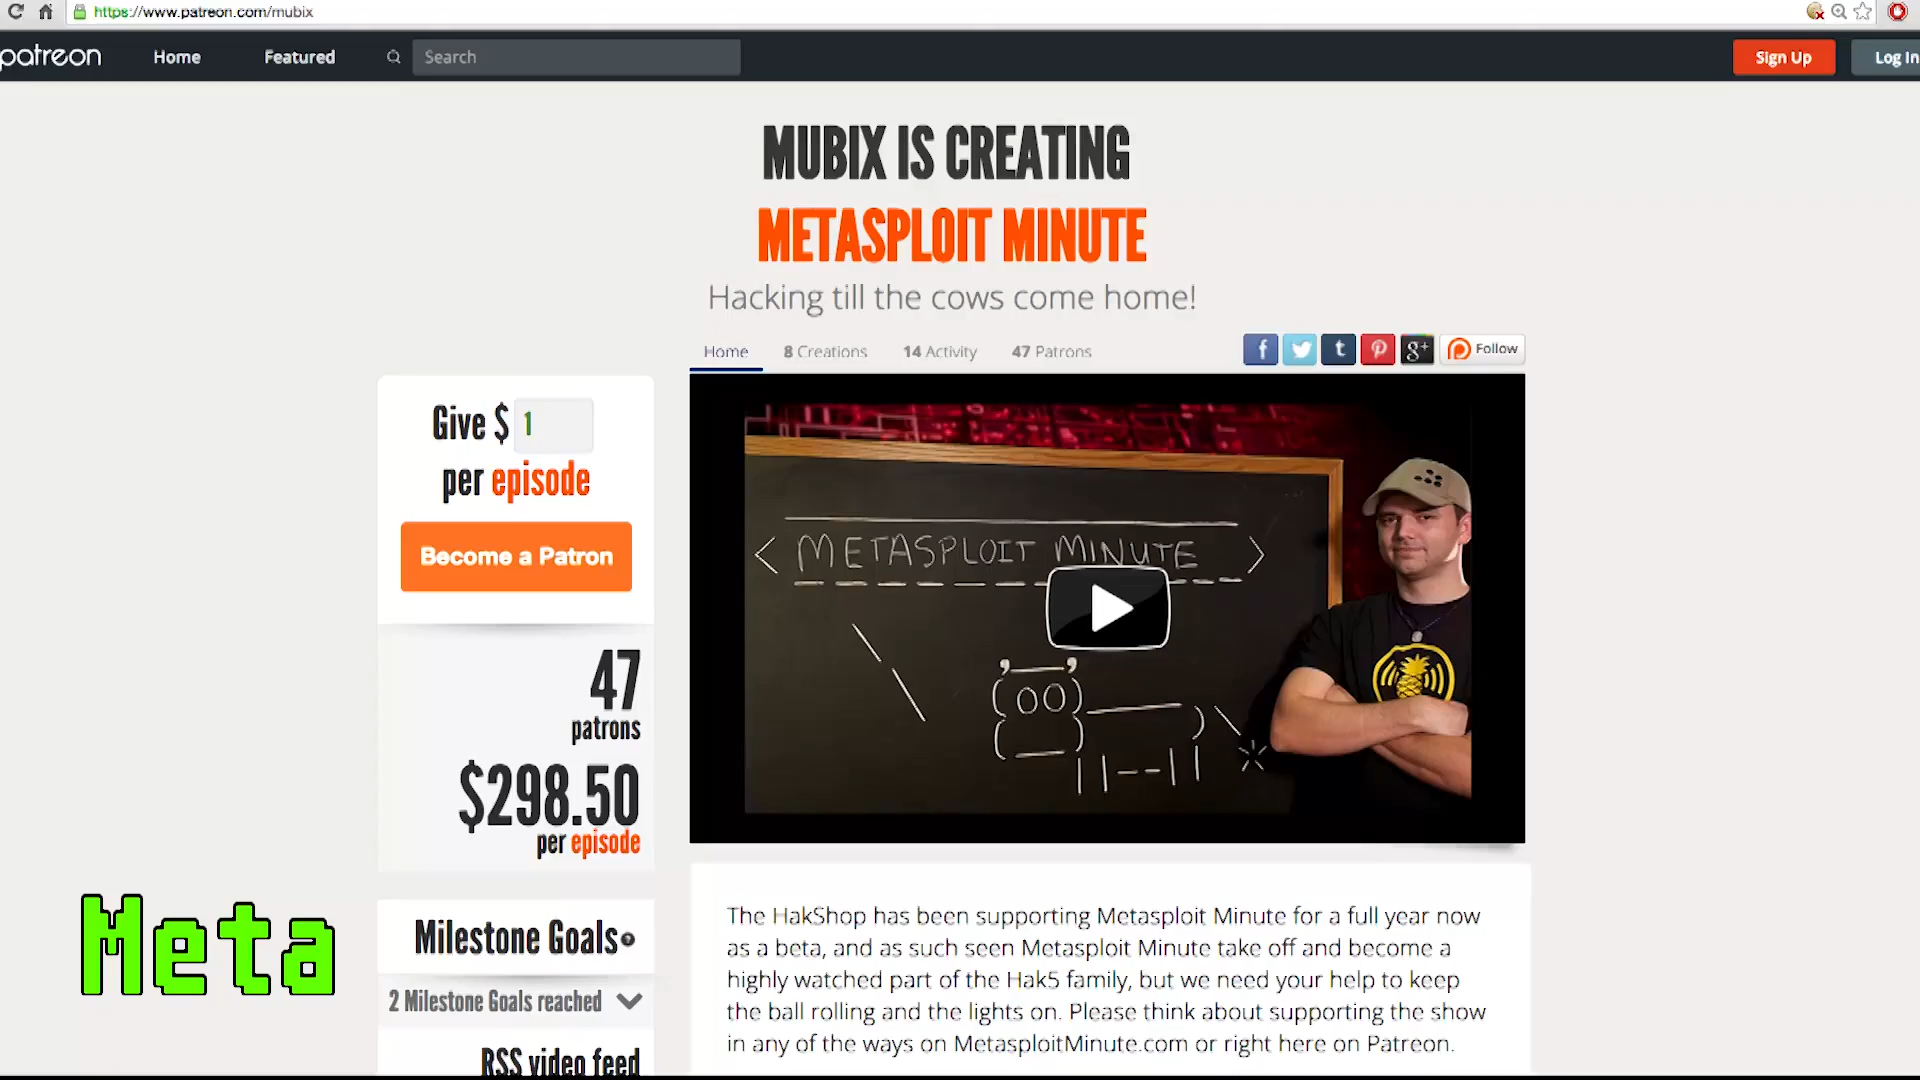 https://www.patreon.com/mubix
patreon
Home
Featured
Search
Sign Up
Log In
MUBIX IS CREATING
METASPLOIT MINUTE
Hacking till the cows come home!
Home
8 Creations
14 Activity
47 Patrons
f
t
g+
Follow
Give $ 1
per episode
Become a Patron
47
patrons
$298.50
per episode
Milestone Goals
2 Milestone Goals reached
RSS video feed
< METASPLOIT MINUTE >
The HakShop has been supporting Metasploit Minute for a full year now
as a beta, and as such seen Metasploit Minute take off and become a
highly watched part of the Hak5 family, but we need your help to keep
the ball rolling and the lights on. Please think about supporting the show
in any of the ways on MetasploitMinute.com or right here on Patreon.
Meta